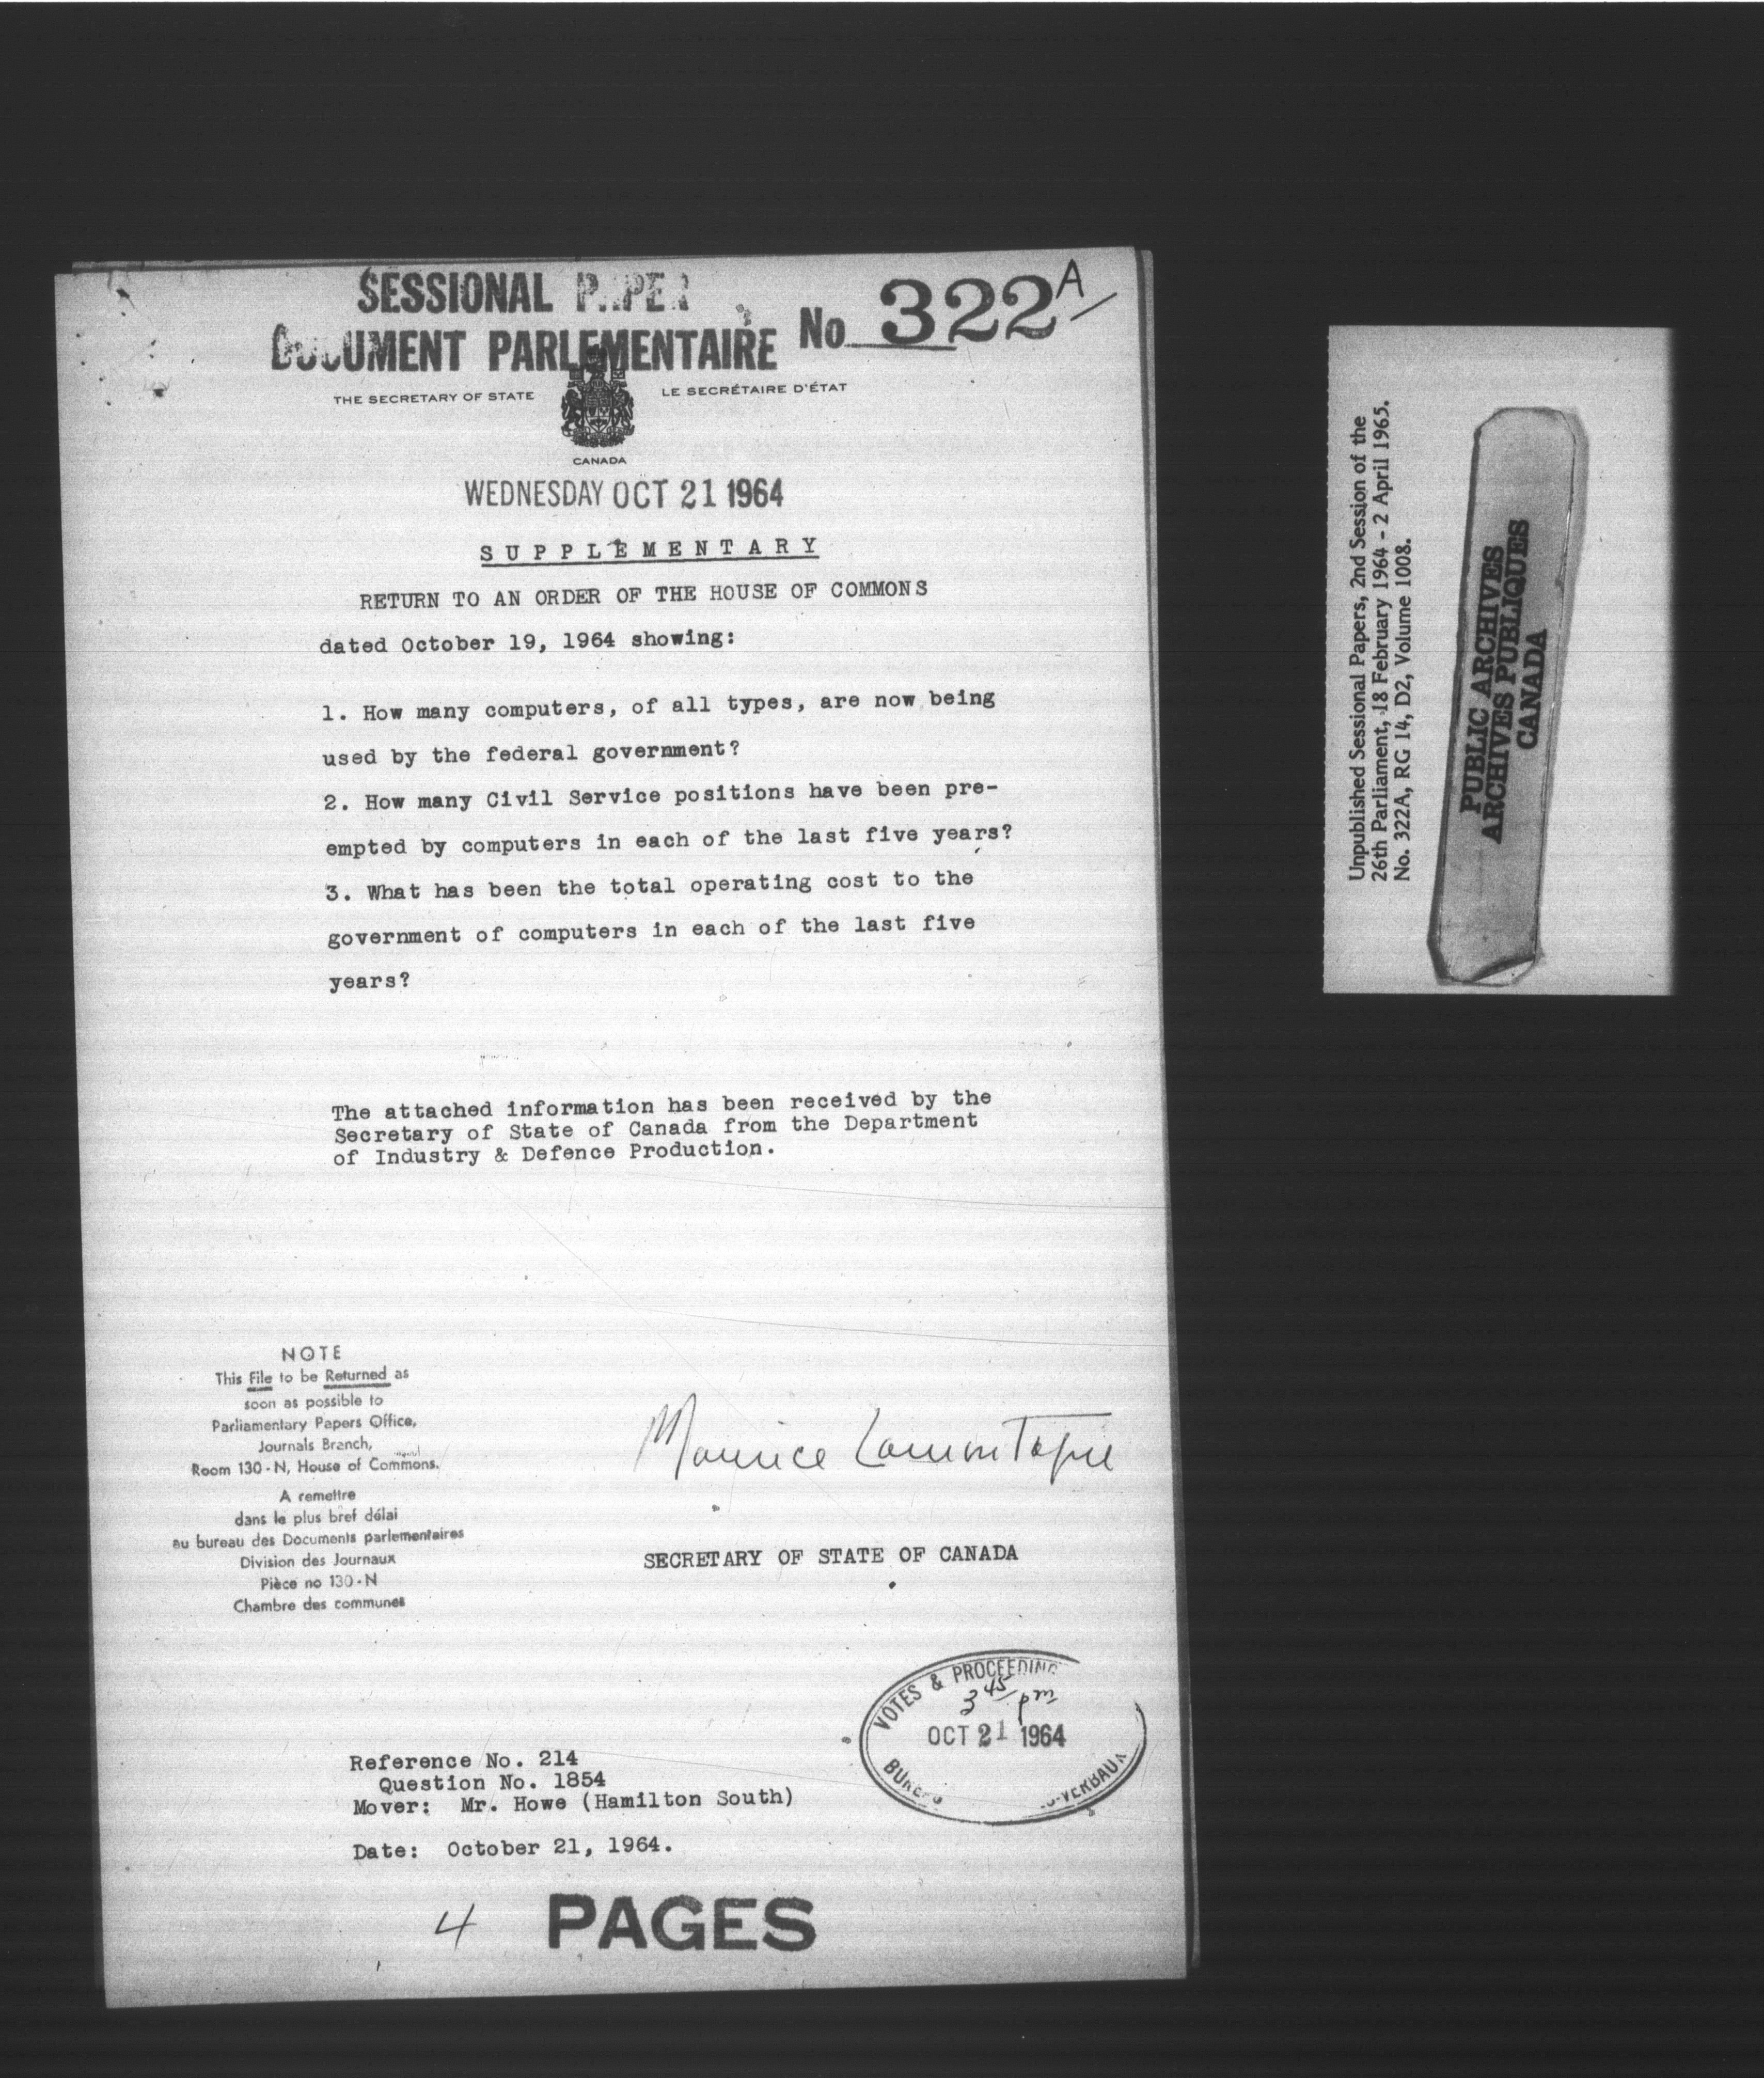 SESSIONAL PAPER
DOCUMENT PARLEMENTAIRE No 322A
THE SECRETARY OF STATE
LE SECRÉTAIRE D'ÉTAT
CANADA
WEDNESDAY OCT 21 1964
SUPPLEMENTARY
RETURN TO AN ORDER OF THE HOUSE OF COMMONS
dated October 19, 1964 showing:
1. How many computers, of all types, are now being
used by the federal government?
2. How many Civil Service positions have been pre-
empted by computers in each of the last five years?
3. What has been the total operating cost to the
government of computers in each of the last five
years?
The attached information has been received by the
Secretary of State of Canada from the Department
of Industry & Defence Production.
NOTE
This File to be Returned as
soon as possible to
Parliamentary Papers Office,
Journals Branch,
Room 130-N, House of Commons.
A remettre
dans le plus bref délai
au bureau des Documents parlementaires
Division des Journaux
Pièce no 130-N
Chambre des communes
Maurice Lamontagne
SECRETARY OF STATE OF CANADA
VOTES & PROCEEDING
3 45 pm
OCT 21 1964
Reference No. 214
Question No. 1854
Mover: Mr. Howe (Hamilton South)
Date: October 21, 1964.
4 PAGES
Unpublished Sessional Papers, 2nd Session of the
26th Parliament, 18 February 1964 - 2 April 1965.
No. 322A, RG 14, D2, Volume 1008.
PUBLIC ARCHIVES
ARCHIVES PUBLIQUES
CANADA